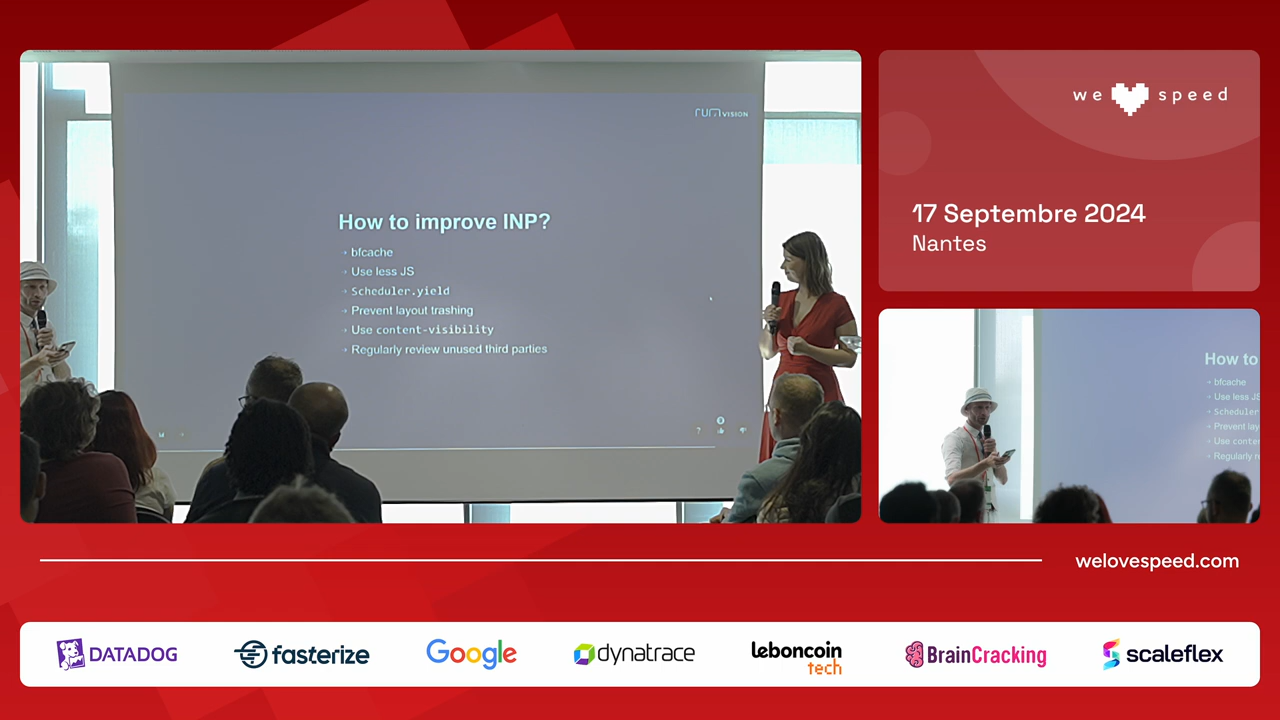 rumvision
How to improve INP?
bfcache
Use less JS
Scheduler.yield
Prevent layout trashing
Use content-visibility
Regularly review unused third parties
we speed
17 Septembre 2024
Nantes
How to
bfcache
Use less JS
Scheduler
Prevent lay
Use conte
Regularly r
welovespeed.com
DATADOG
fasterize
Google
dynatrace
leboncoin
tech
BrainCracking
scaleflex